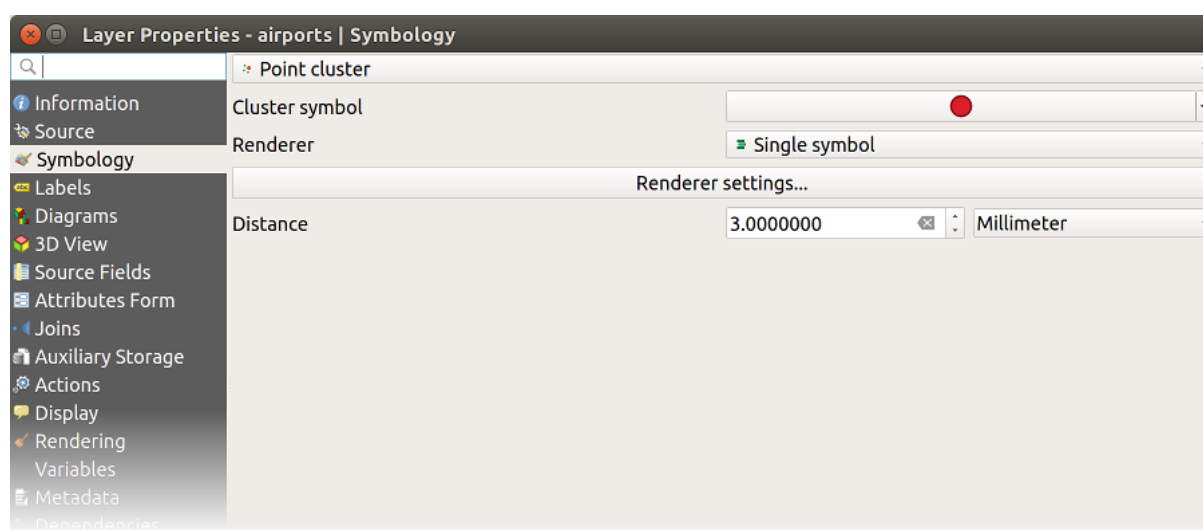 Layer Properties - airports | Symbology
Point cluster
Information
Cluster symbol
Source
Renderer
Single symbol
Symbology
Labels
Renderer settings...
Diagrams
Distance
3.0000000
Millimeter
3D View
Source Fields
Attributes Form
Joins
Auxiliary Storage
Actions
Display
Rendering
Variables
Metadata
Dependencies